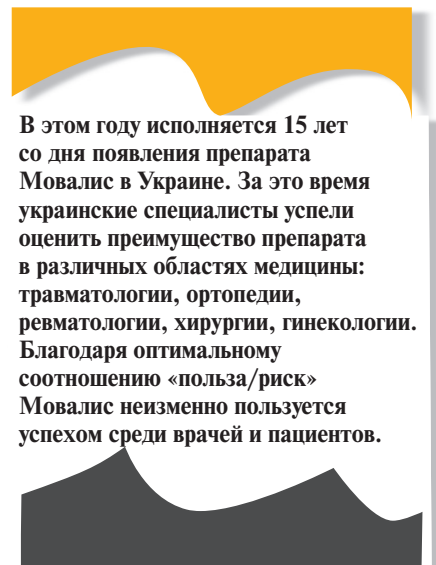 В этом году исполняется 15 лет
со дня появления препарата
Мовалис в Украине. За это время
украинские специалисты успели
оценить преимущество препарата
в различных областях медицины:
травматологии, ортопедии,
ревматологии, хирургии, гинекологии.
Благодаря оптимальному
соотношению «польза/риск»
Мовалис неизменно пользуется
успехом среди врачей и пациентов.